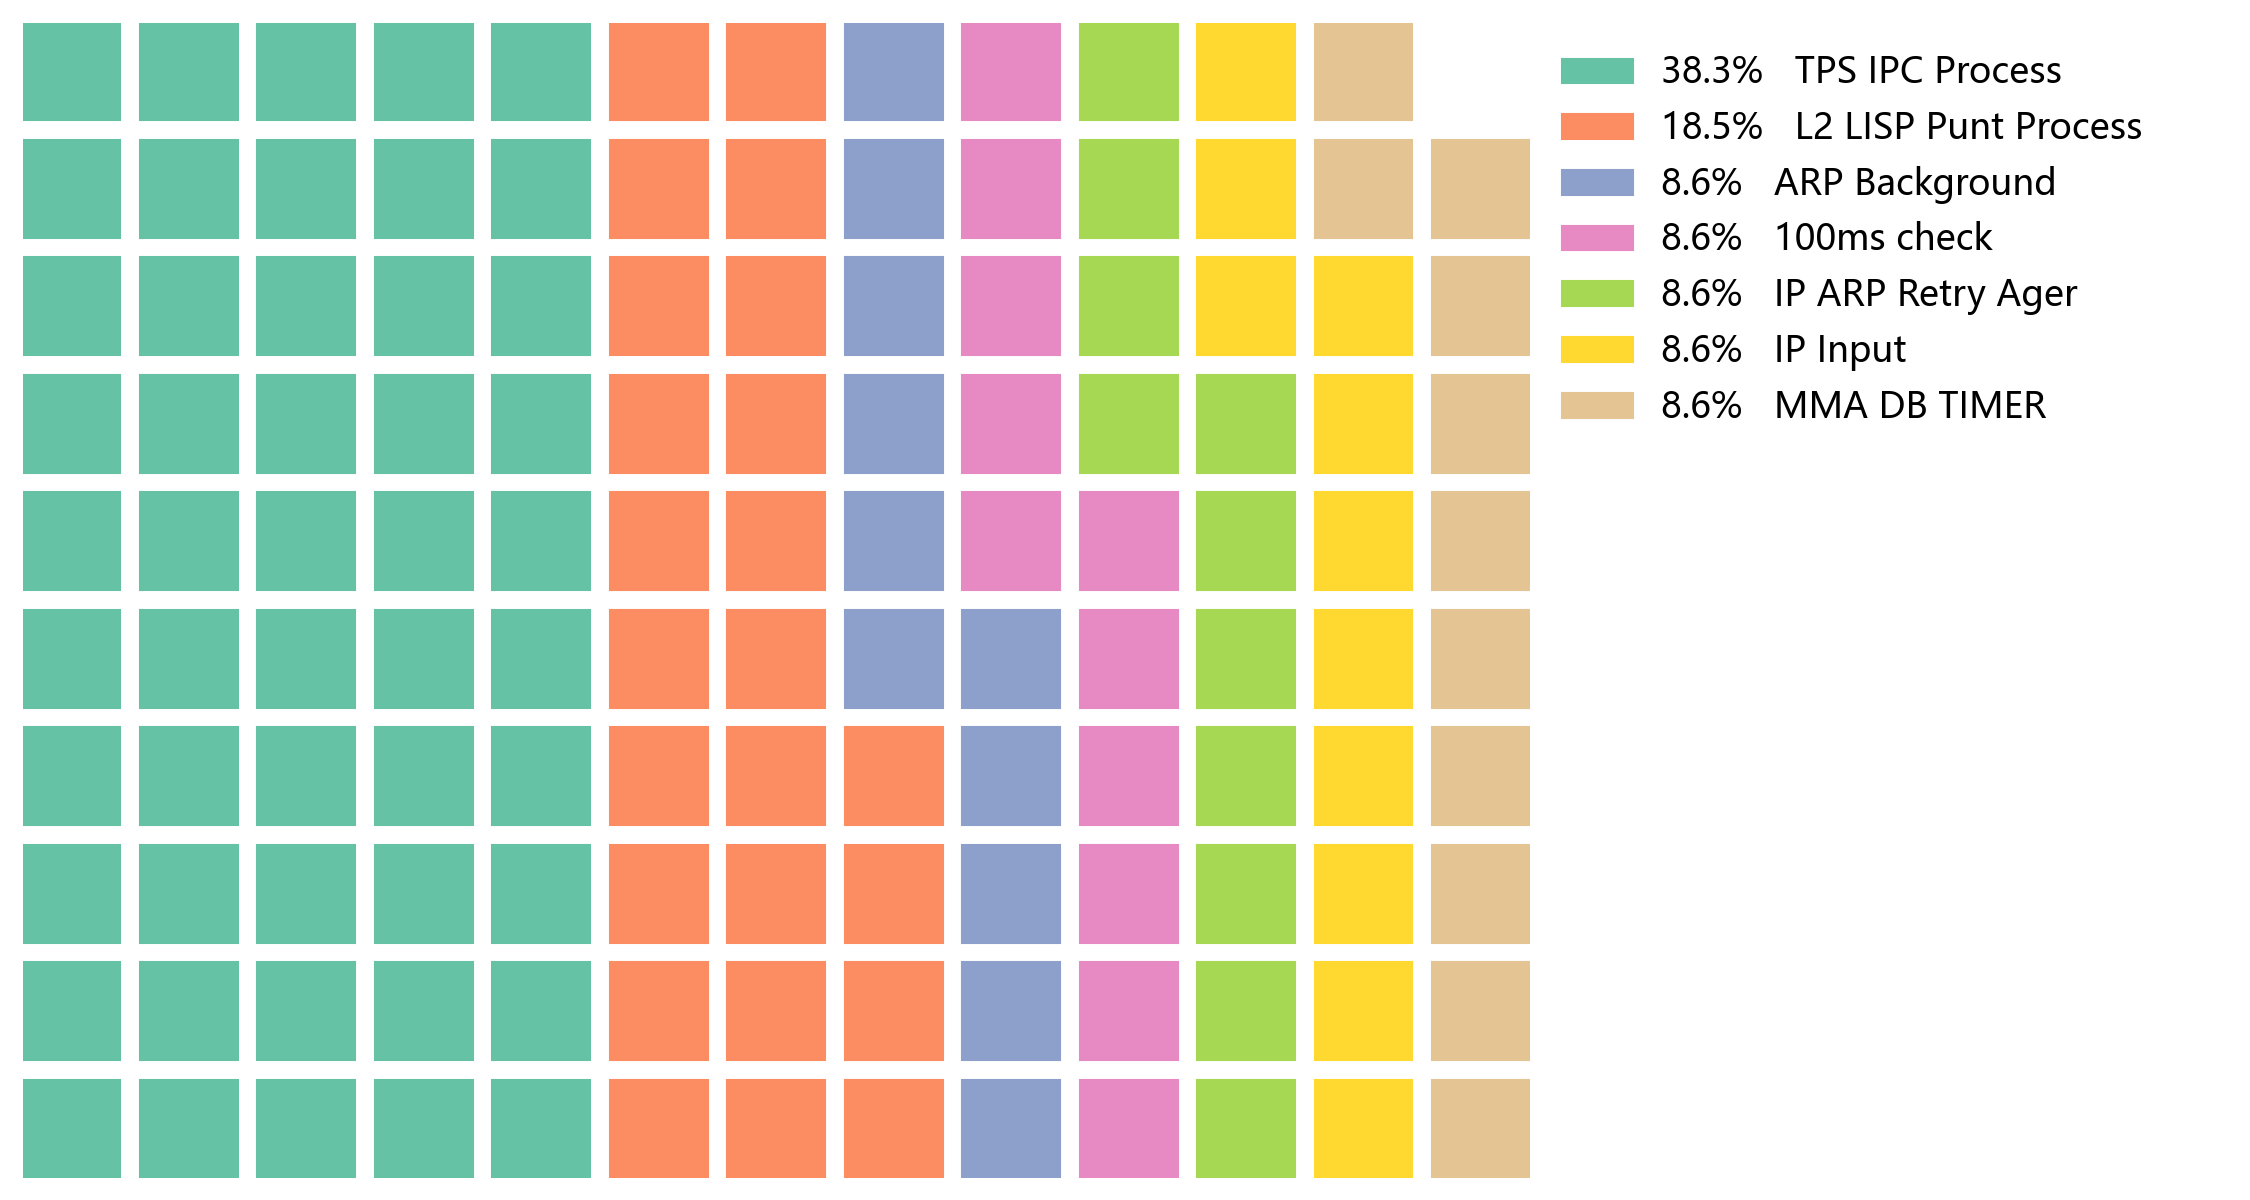 38.3% TPS IPC Process
18.5% L2 LISP Punt Process
8.6% ARP Background
8.6% 100ms check
8.6% IP ARP Retry Ager
8.6% IP Input
8.6% MMA DB TIMER